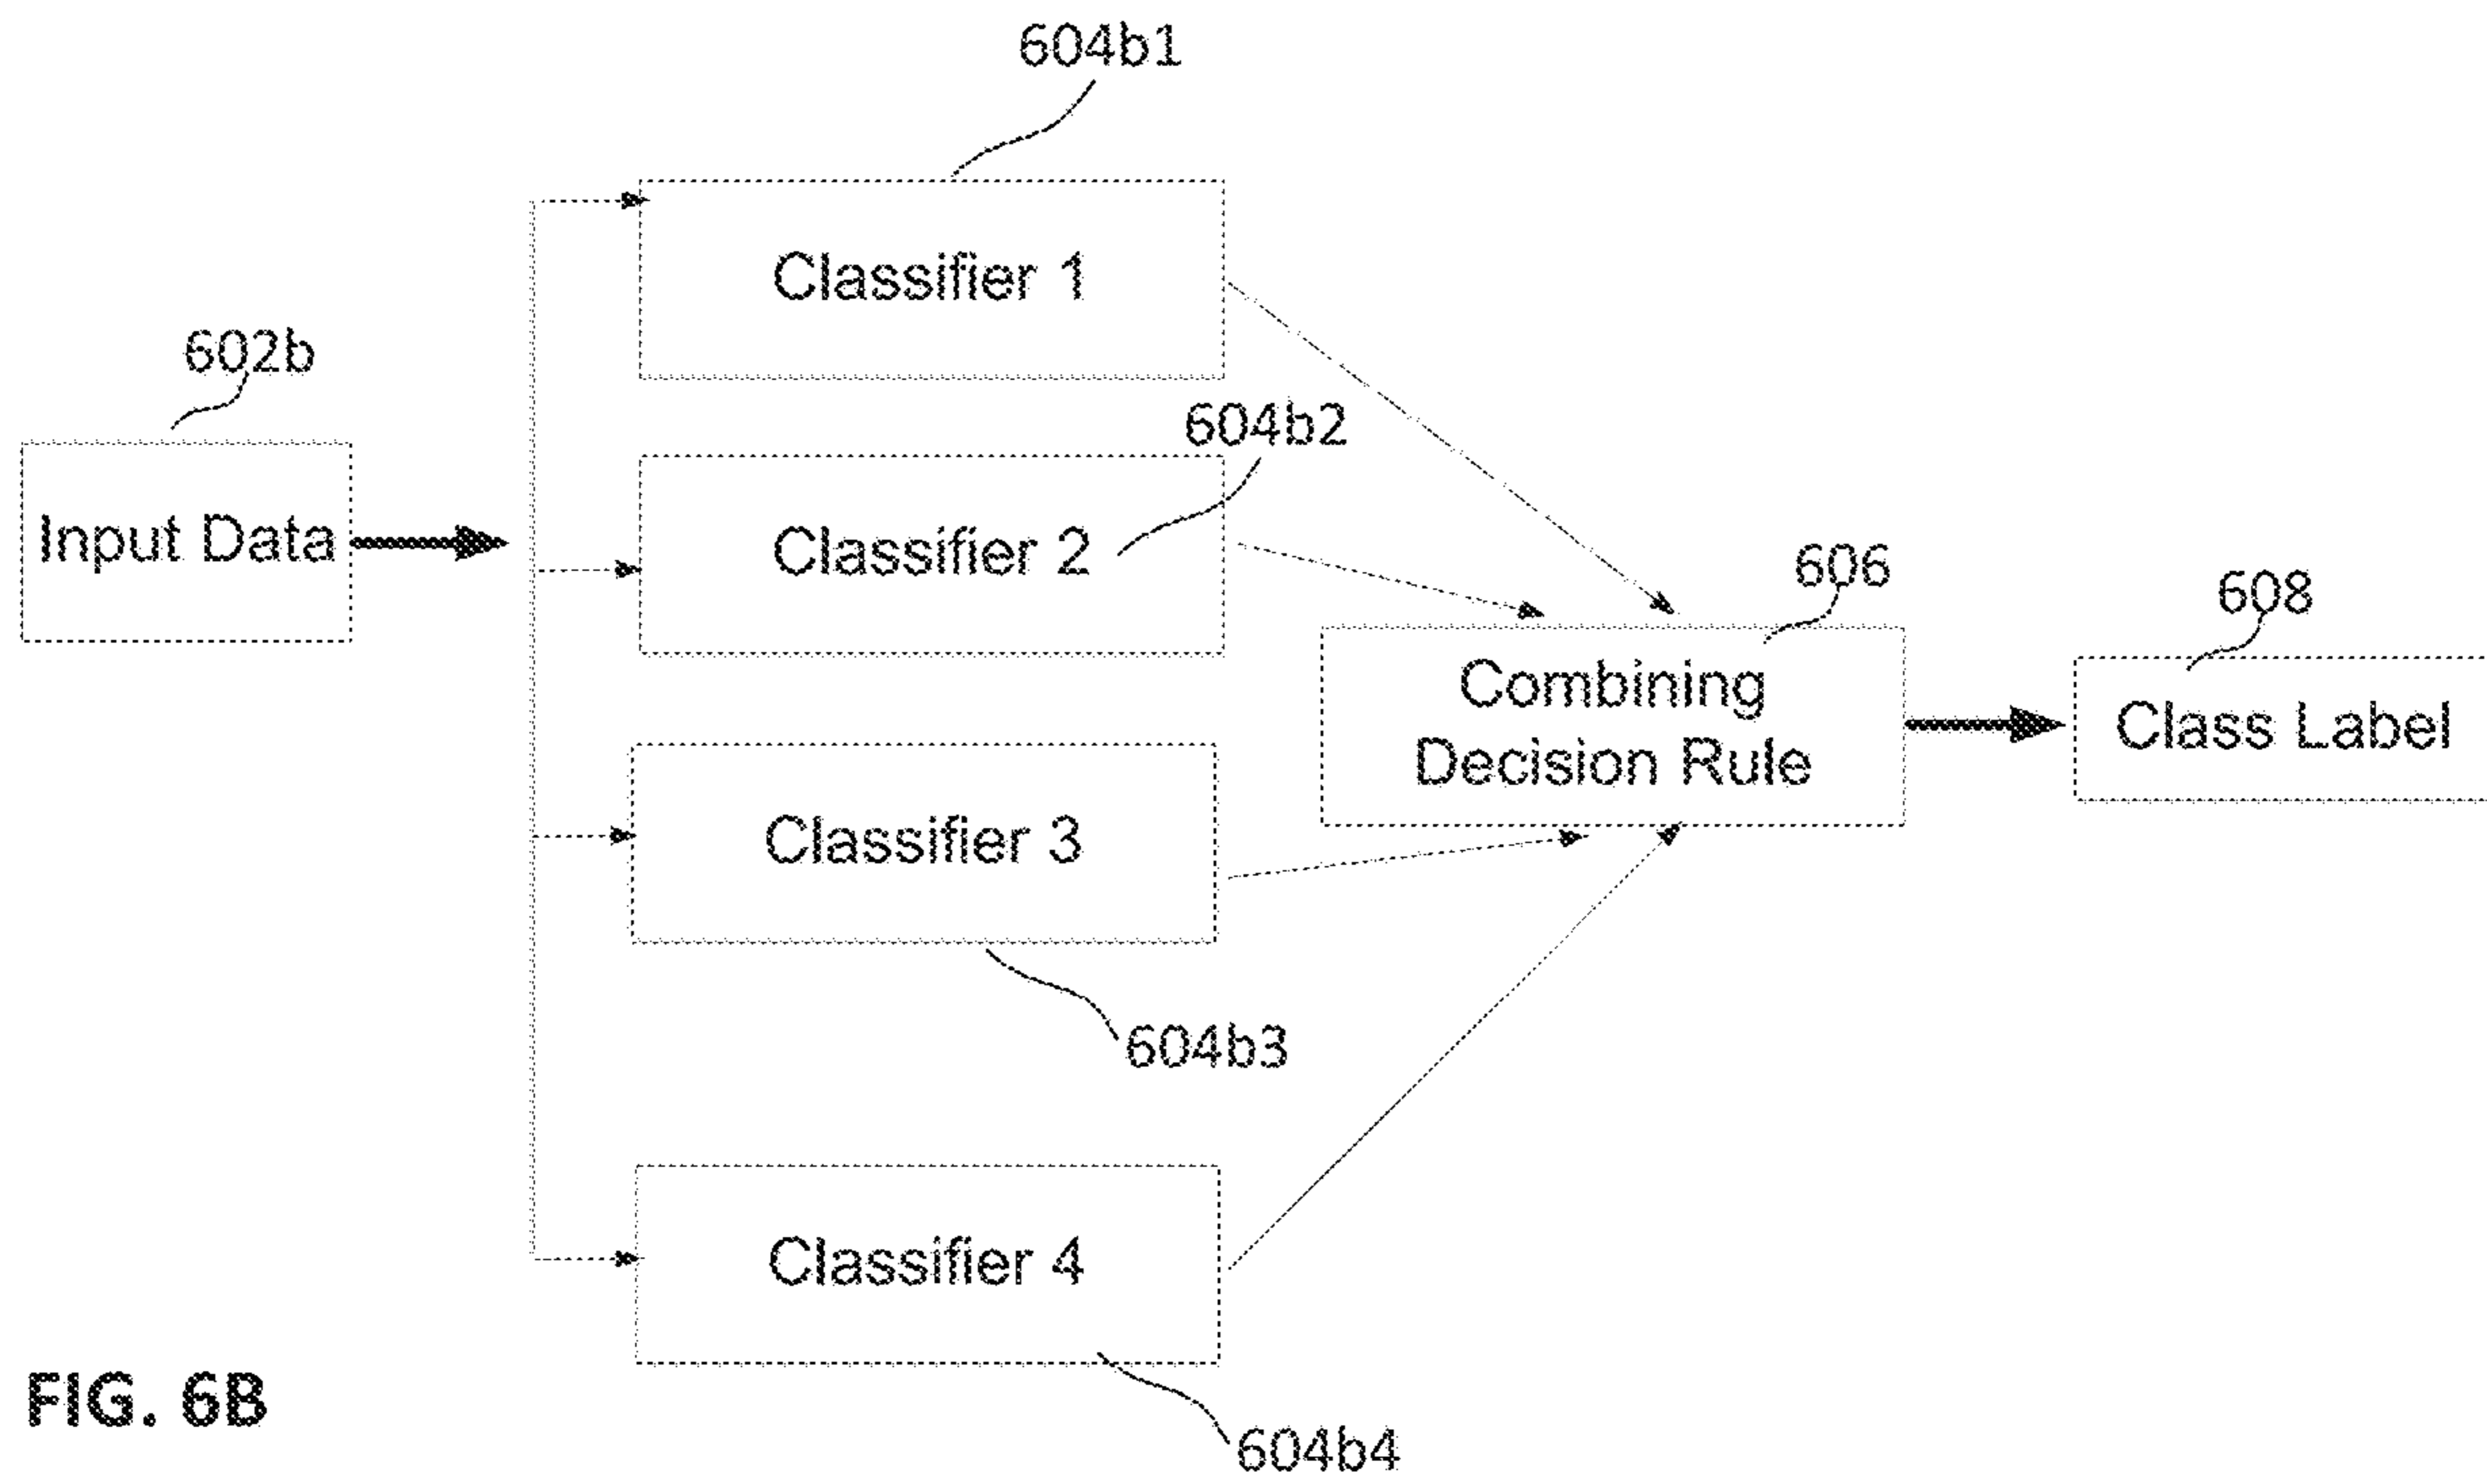 604b1
Classifier 1
602b
604b2
Input Data
Classifier 2
606
608
Combining
Decision Rule
Class Label
Classifier 3
604b3
Classifier 4
FIG. 6B
604b4